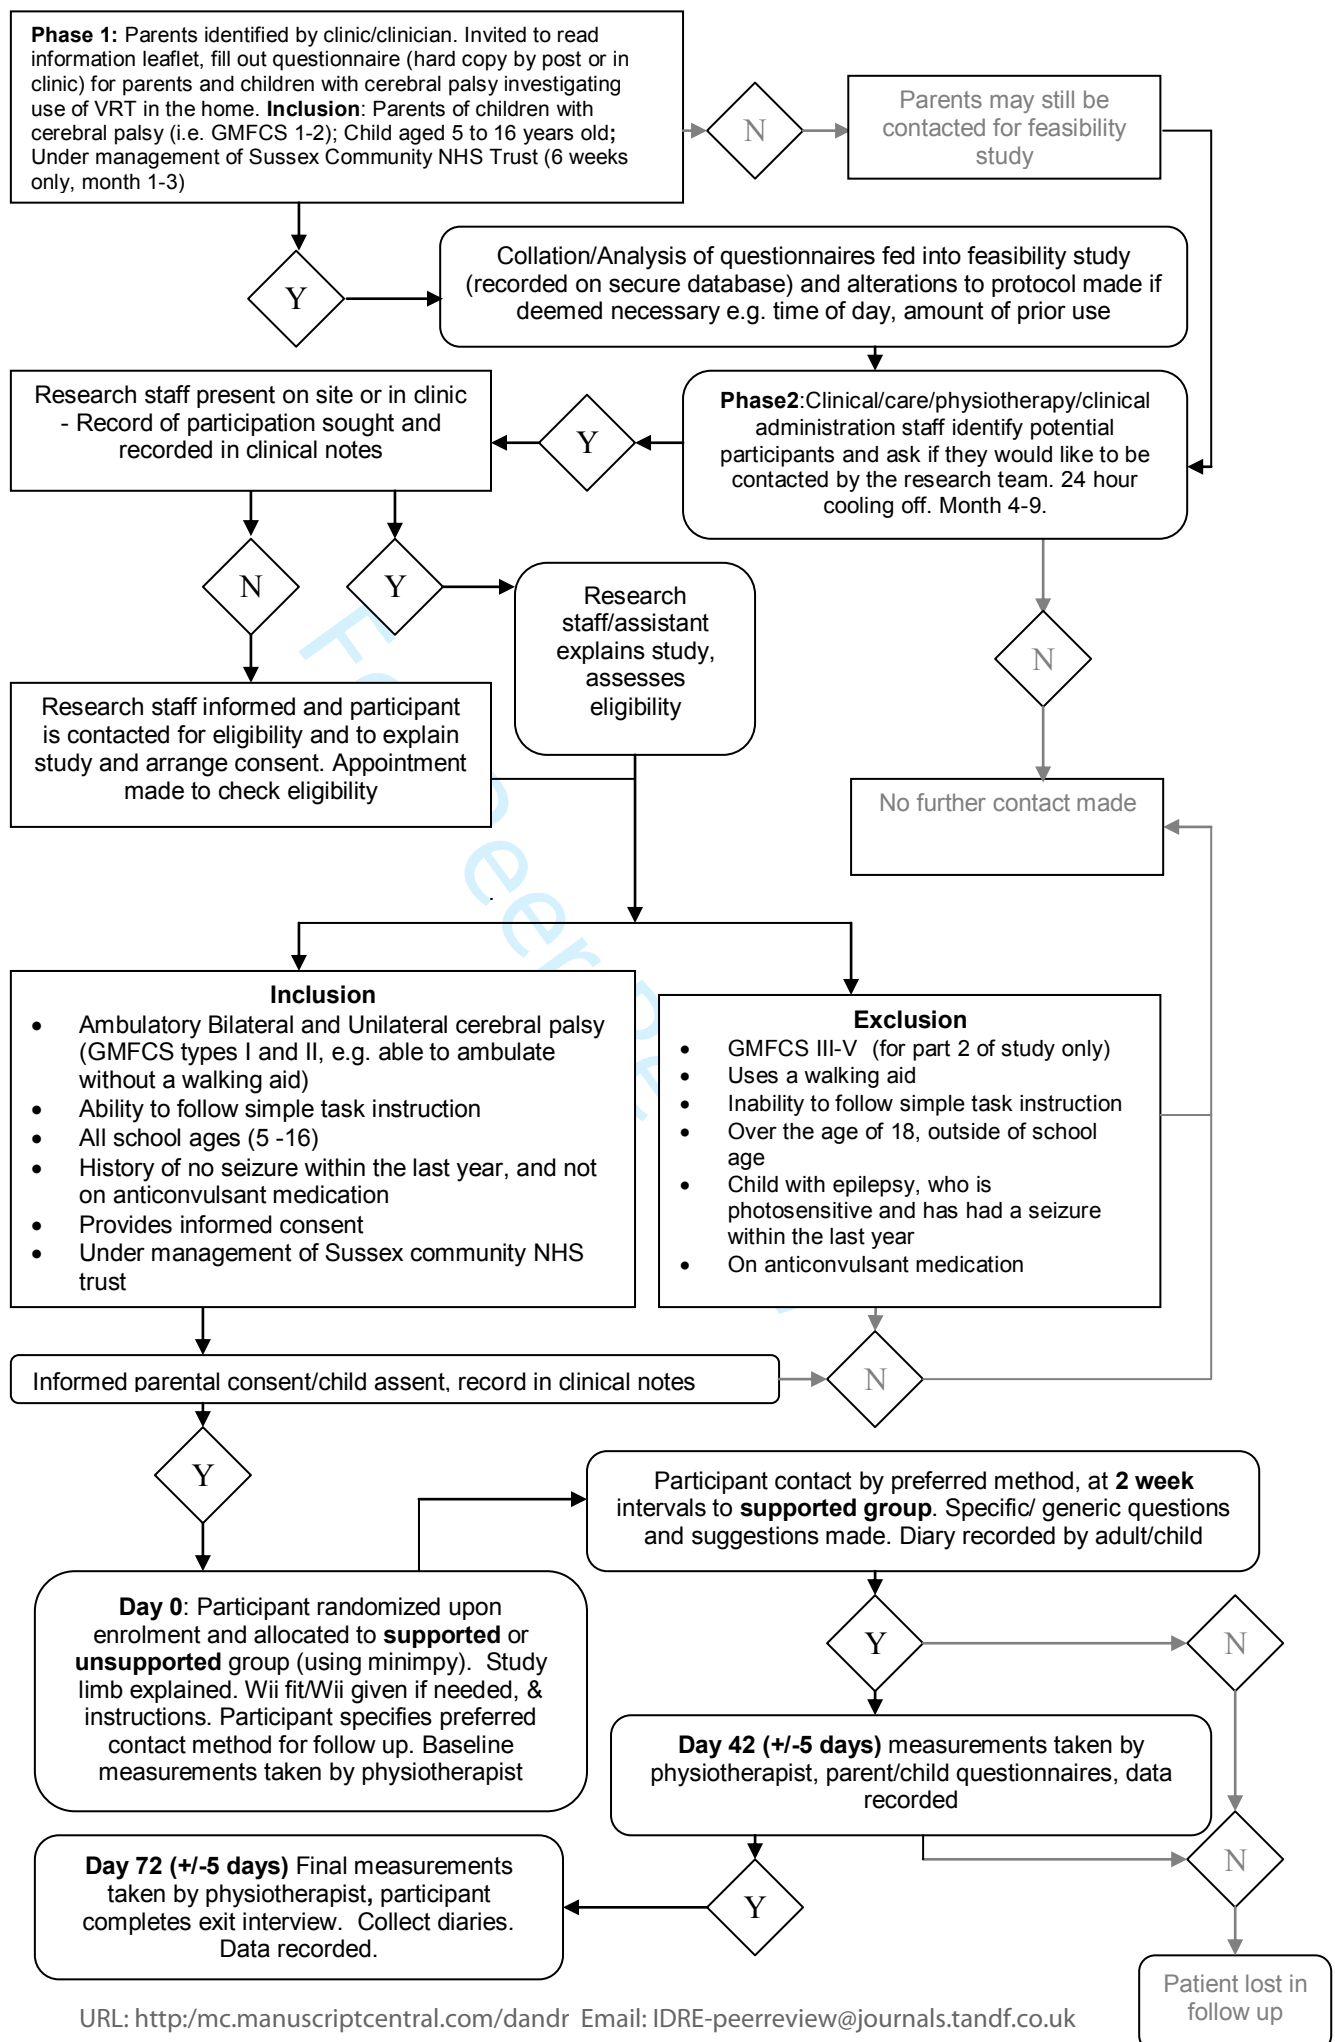 Phase 1: Parents identified by clinic/clinician. Invited to read
information leaflet, fill out questionnaire (hard copy by post or in
clinic) for parents and children with cerebral palsy investigating
use of VRT in the home. Inclusion: Parents of children with
cerebral palsy (i.e. GMFCS 1-2); Child aged 5 to 16 years old;
Under management of Sussex Community NHS Trust (6 weeks
only, month 1-3)
N
Parents may still be
contacted for feasibility
study
Y
Collation/Analysis of questionnaires fed into feasibility study
(recorded on secure database) and alterations to protocol made if
deemed necessary e.g. time of day, amount of prior use
Research staff present on site or in clinic
- Record of participation sought and
recorded in clinical notes
Y
Phase2:Clinical/care/physiotherapy/clinical
administration staff identify potential
participants and ask if they would like to be
contacted by the research team. 24 hour
cooling off. Month 4-9.
N
Y
Research
staff/assistant
explains study,
assesses
eligibility
N
Research staff informed and participant
is contacted for eligibility and to explain
study and arrange consent. Appointment
made to check eligibility
No further contact made
Inclusion
• Ambulatory Bilateral and Unilateral cerebral palsy
(GMFCS types I and II, e.g. able to ambulate
without a walking aid)
• Ability to follow simple task instruction
• All school ages (5 -16)
• History of no seizure within the last year, and not
on anticonvulsant medication
• Provides informed consent
• Under management of Sussex community NHS
trust
Exclusion
• GMFCS III-V (for part 2 of study only)
• Uses a walking aid
• Inability to follow simple task instruction
• Over the age of 18, outside of school
age
• Child with epilepsy, who is
photosensitive and has had a seizure
within the last year
• On anticonvulsant medication
Informed parental consent/child assent, record in clinical notes
N
Y
Participant contact by preferred method, at 2 week
intervals to supported group. Specific/ generic questions
and suggestions made. Diary recorded by adult/child
Day 0: Participant randomized upon
enrolment and allocated to supported or
unsupported group (using minimpy). Study
limb explained. Wii fit/Wii given if needed, &
instructions. Participant specifies preferred
contact method for follow up. Baseline
measurements taken by physiotherapist
Y
N
Day 42 (+/-5 days) measurements taken by
physiotherapist, parent/child questionnaires, data
recorded
N
Day 72 (+/-5 days) Final measurements
taken by physiotherapist, participant
completes exit interview. Collect diaries.
Data recorded.
Y
Patient lost in
follow up
URL: http:/mc.manuscriptcentral.com/dandr Email: IDRE-peerreview@journals.tandf.co.uk